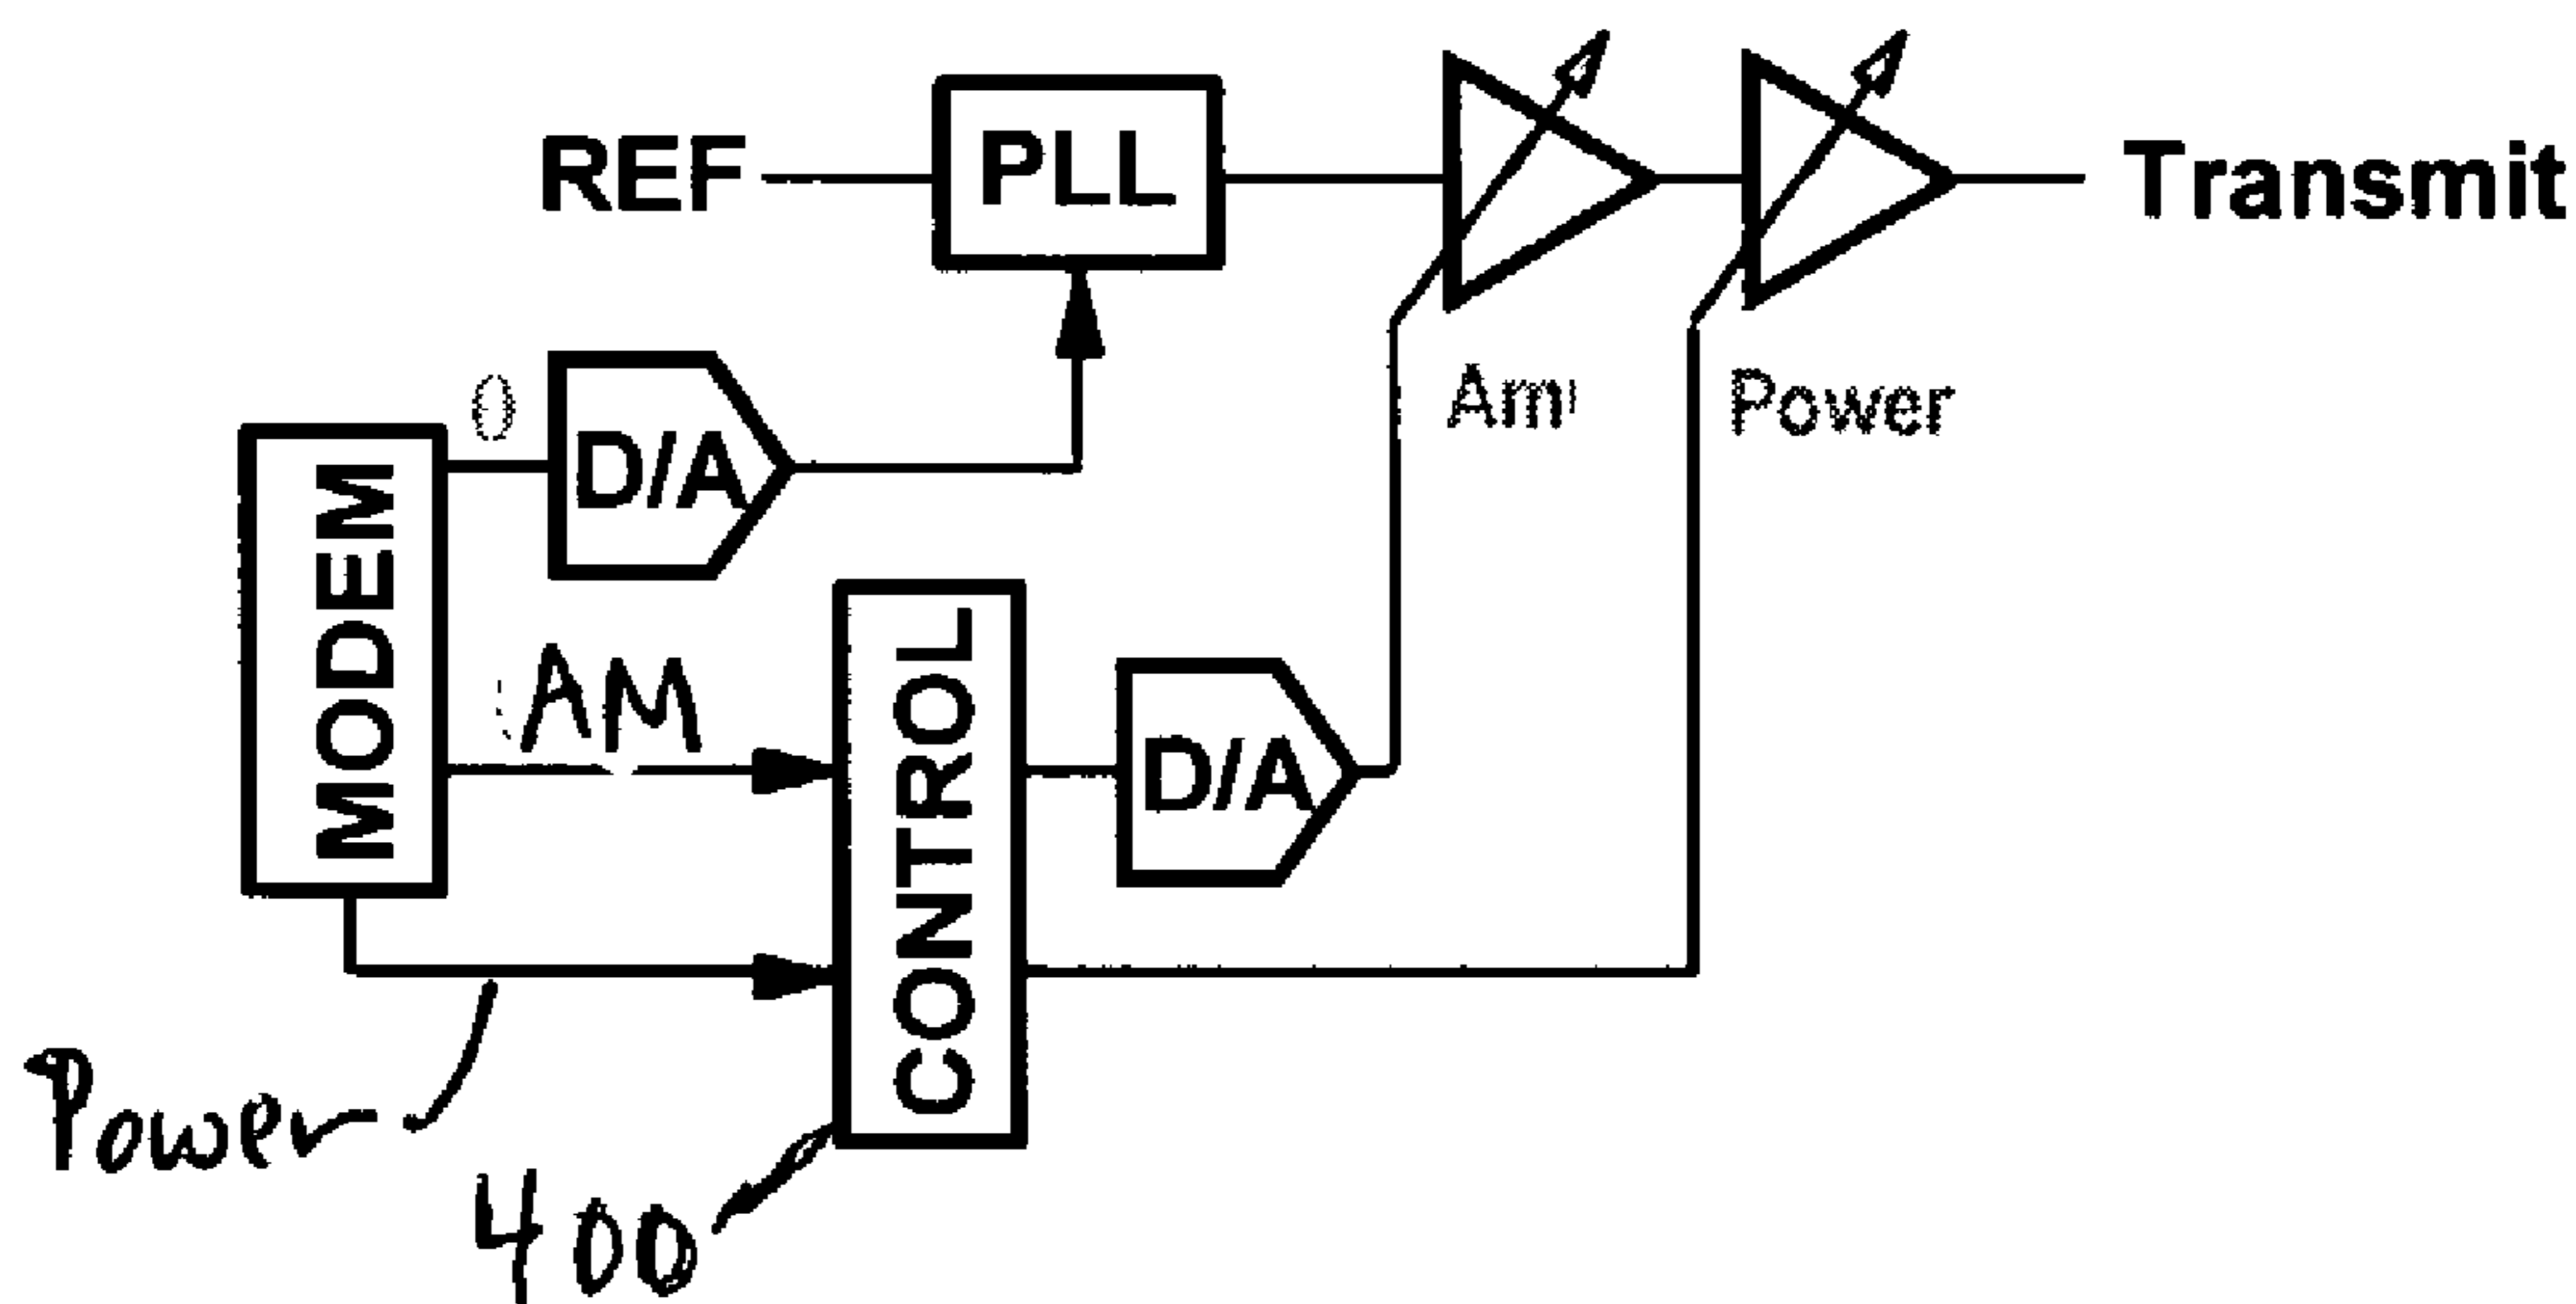 REF
PLL
Transmit
D/A
Am
Power
MODEM
AM
CONTROL
D/A
Power
400